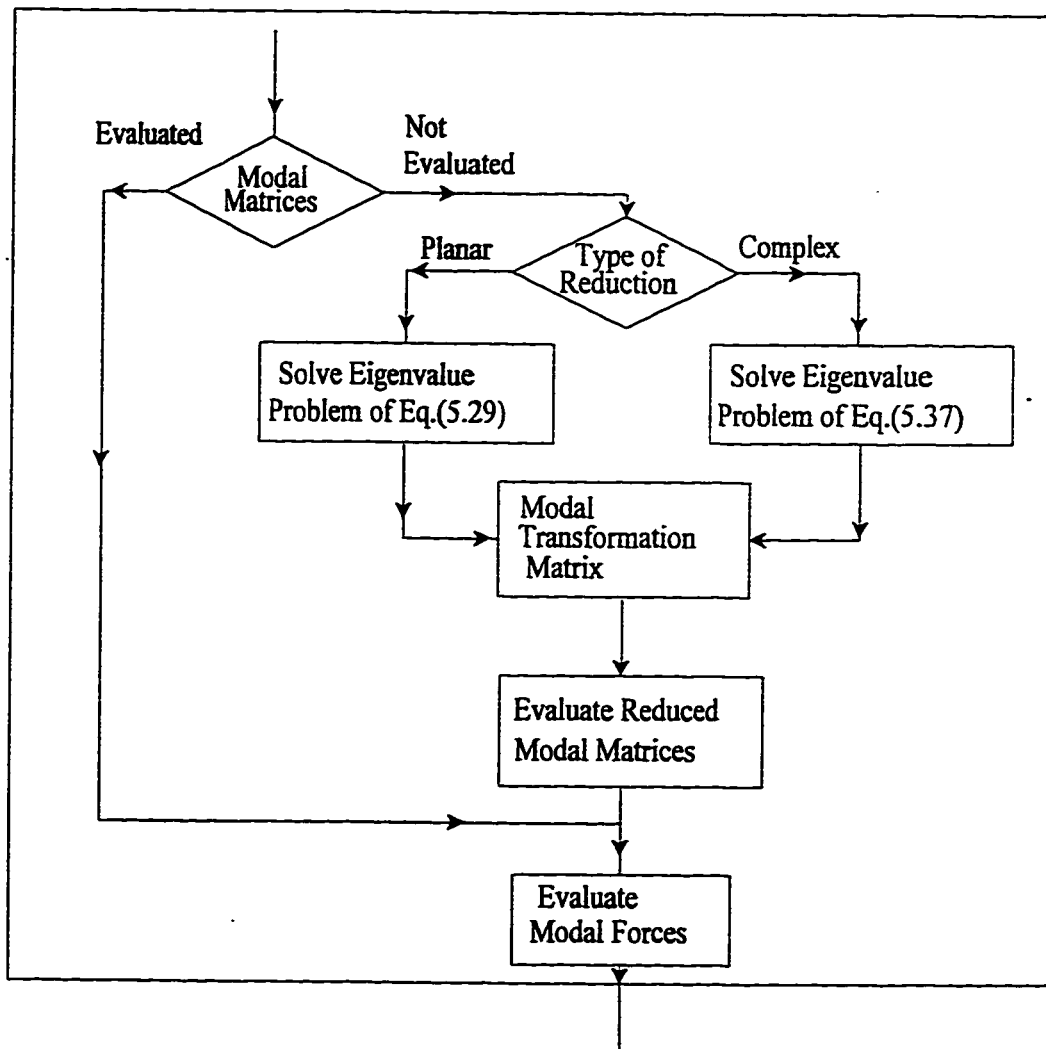 Evaluated
Not
Evaluated
Modal
Matrices
Planar
Type of
Reduction
Complex
Solve Eigenvalue
Problem of Eq.(5.29)
Solve Eigenvalue
Problem of Eq.(5.37)
Modal
Transformation
Matrix
Evaluate Reduced
Modal Matrices
Evaluate
Modal Forces